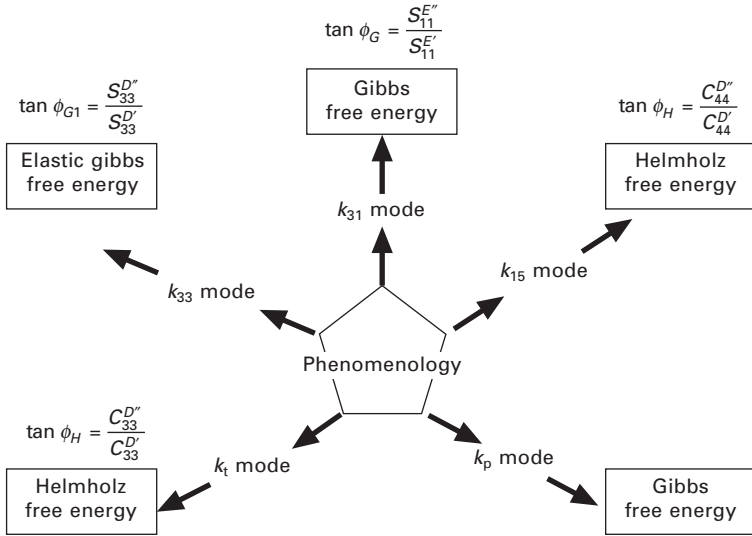 tan ϕ_G = S_11^E″ / S_11^E′
Gibbs
free energy
tan ϕ_G1 = S_33^D″ / S_33^D′
Elastic gibbs
free energy
tan ϕ_H = C_44^D″ / C_44^D′
Helmholz
free energy
k_31 mode
k_33 mode
k_15 mode
Phenomenology
tan ϕ_H = C_33^D″ / C_33^D′
Helmholz
free energy
k_t mode
k_p mode
Gibbs
free energy